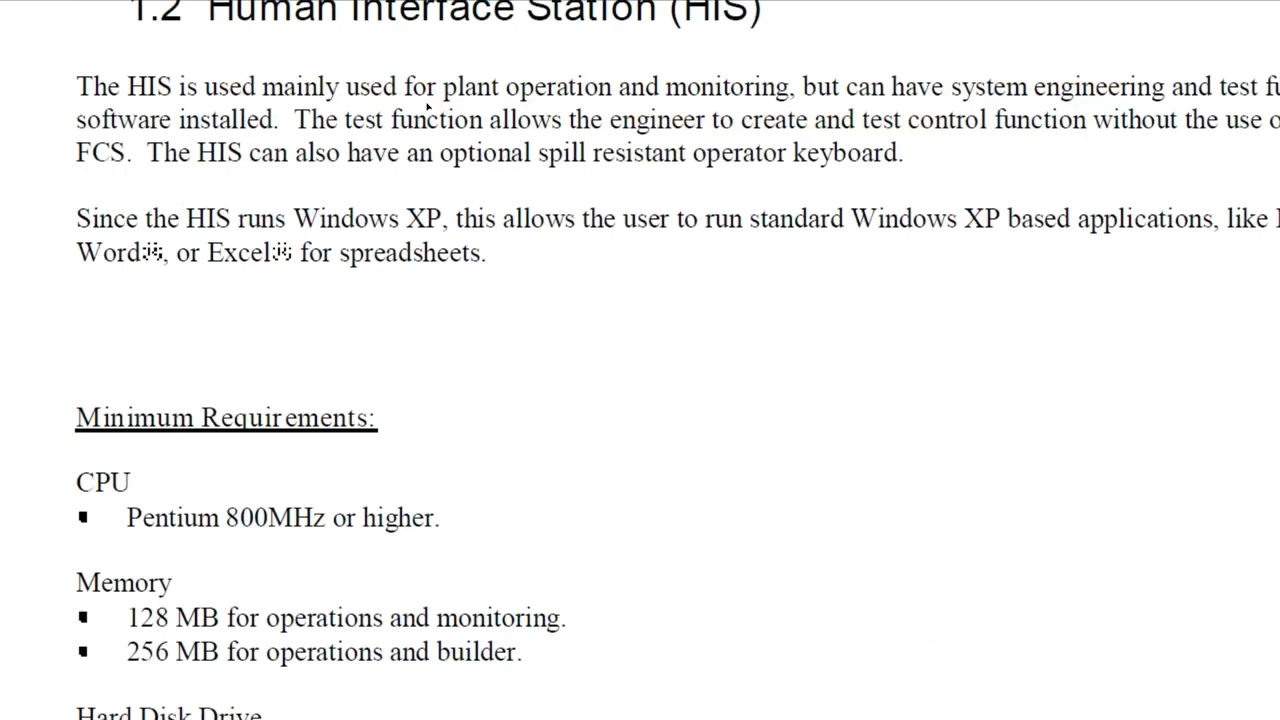 1.2 Human Interface Station (HIS)
The HIS is used mainly used for plant operation and monitoring, but can have system engineering and test
software installed. The test function allows the engineer to create and test control function without the use
FCS. The HIS can also have an optional spill resistant operator keyboard.
Since the HIS runs Windows XP, this allows the user to run standard Windows XP based applications, like
Word, or Excel for spreadsheets.
Minimum Requirements:
CPU
▪ Pentium 800MHz or higher.
Memory
▪ 128 MB for operations and monitoring.
▪ 256 MB for operations and builder.
Hard Disk Drive